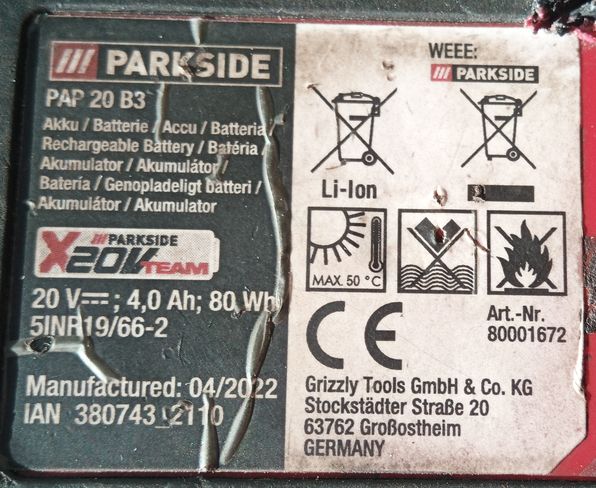 PARKSIDE
PAP 20 B3
Akku / Batterie / Accu / Batteria /
Rechargeable Battery / Batéria /
Akumulator / Akumulátor /
Batería / Genopladeligt batteri /
Akumulátor / Akumulator
PARKSIDE
X20V TEAM
20 V⎓; 4,0 Ah; 80 Wh
5INR19/66-2
Manufactured: 04/2022
IAN 380743_2110
WEEE:
PARKSIDE
Li-Ion
MAX. 50 °C
CE
Art.-Nr.
80001672
Grizzly Tools GmbH & Co. KG
Stockstädter Straße 20
63762 Großostheim
GERMANY